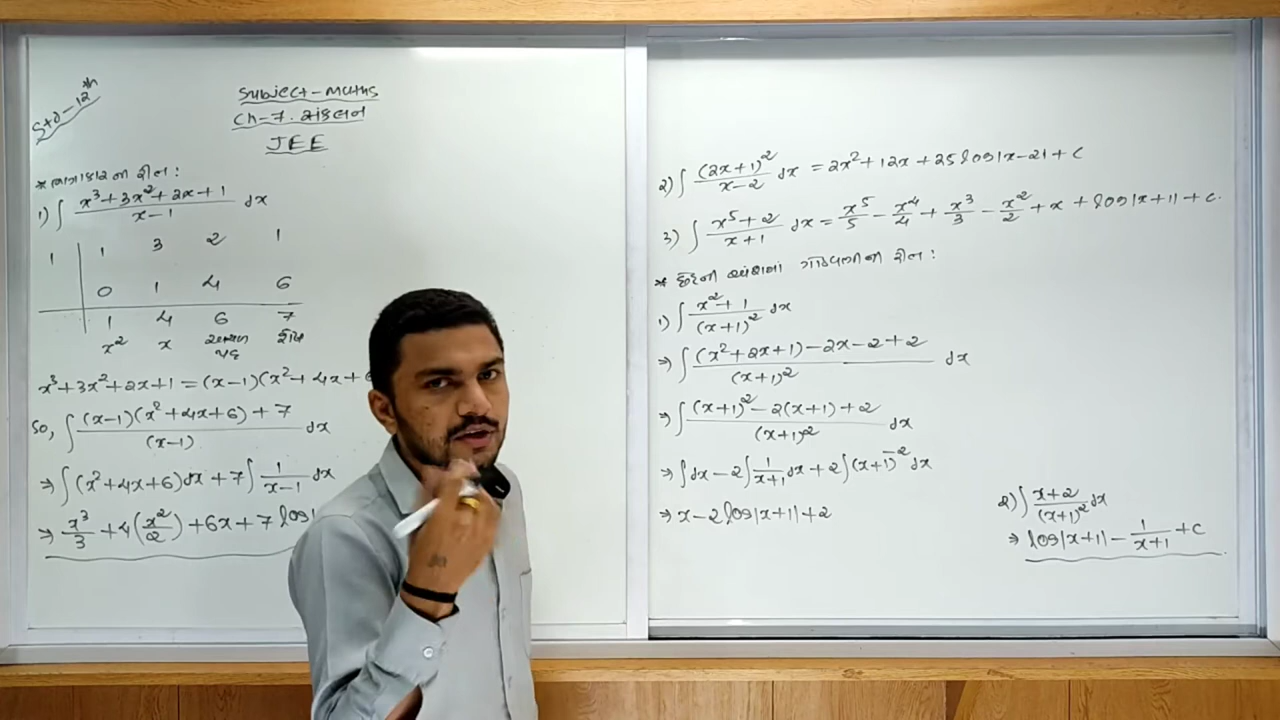 Std-12th
Subject-Maths
Ch-7. સંકલન
JEE
* ભાગાકારની રીત:
1) ∫ (x³+3x²+2x+1)/(x-1) dx
1 | 1 3 2 1
0 1 4 6
1 4 6 7
x² x અચળ પદ શેષ
x³+3x²+2x+1 = (x-1)(x²+4x+6
So, ∫ ((x-1)(x²+4x+6)+7)/(x-1) dx
⇒ ∫(x²+4x+6)dx + 7∫ 1/(x-1) dx
⇒ x³/3 + 4(x²/2) + 6x + 7 log|
2) ∫ (2x+1)²/(x-2) dx = 2x²+12x+25 log|x-2|+c
3) ∫ (x⁵+2)/(x+1) dx = x⁵/5 - x⁴/4 + x³/3 - x²/2 + x + log|x+1| + c.
* છેદની અંશમાં ગોઠવણીની રીત:
1) ∫ (x²+1)/(x+1)² dx
⇒ ∫ ((x²+2x+1)-2x-2+2)/(x+1)² dx
⇒ ∫ ((x+1)²-2(x+1)+2)/(x+1)² dx
⇒ ∫dx - 2∫ 1/(x+1) dx + 2∫(x+1)⁻² dx
⇒ x-2log|x+1|+2
2) ∫ (x+2)/(x+1)² dx
⇒ log|x+1| - 1/(x+1) + c